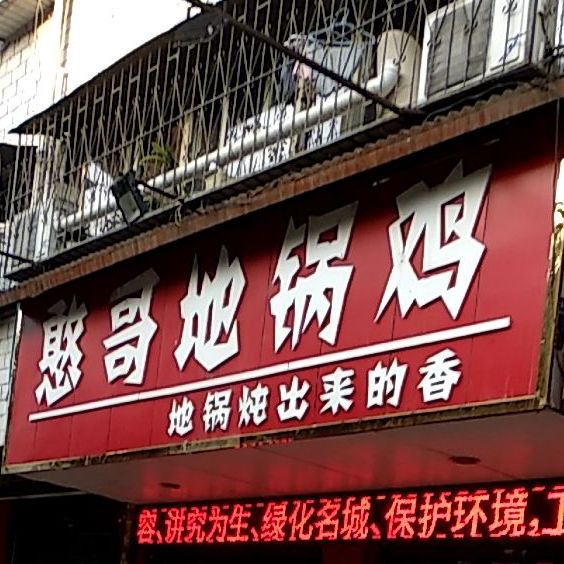 憨哥地锅鸡
地锅炖出来的香
容、讲究为生、绿化名城、保护环境,工